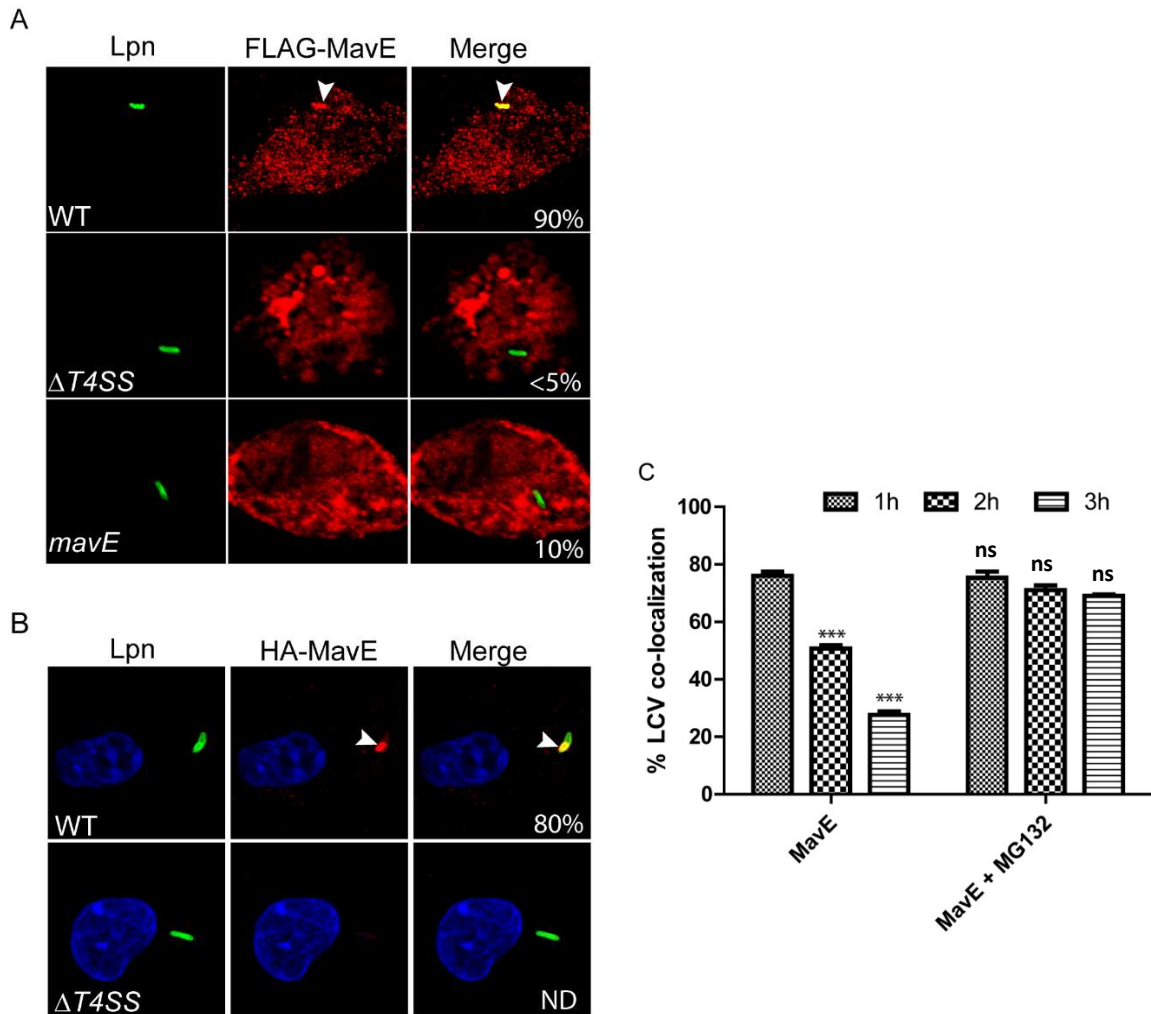 A
Lpn FLAG-MavE Merge
WT 90%
ΔT4SS <5%
mavE 10%
B
Lpn HA-MavE Merge
WT 80%
ΔT4SS ND
C
1h 2h 3h
% LCV co-localization
100
80
60
40
20
0
*** ***
ns ns ns
MavE
MavE + MG132